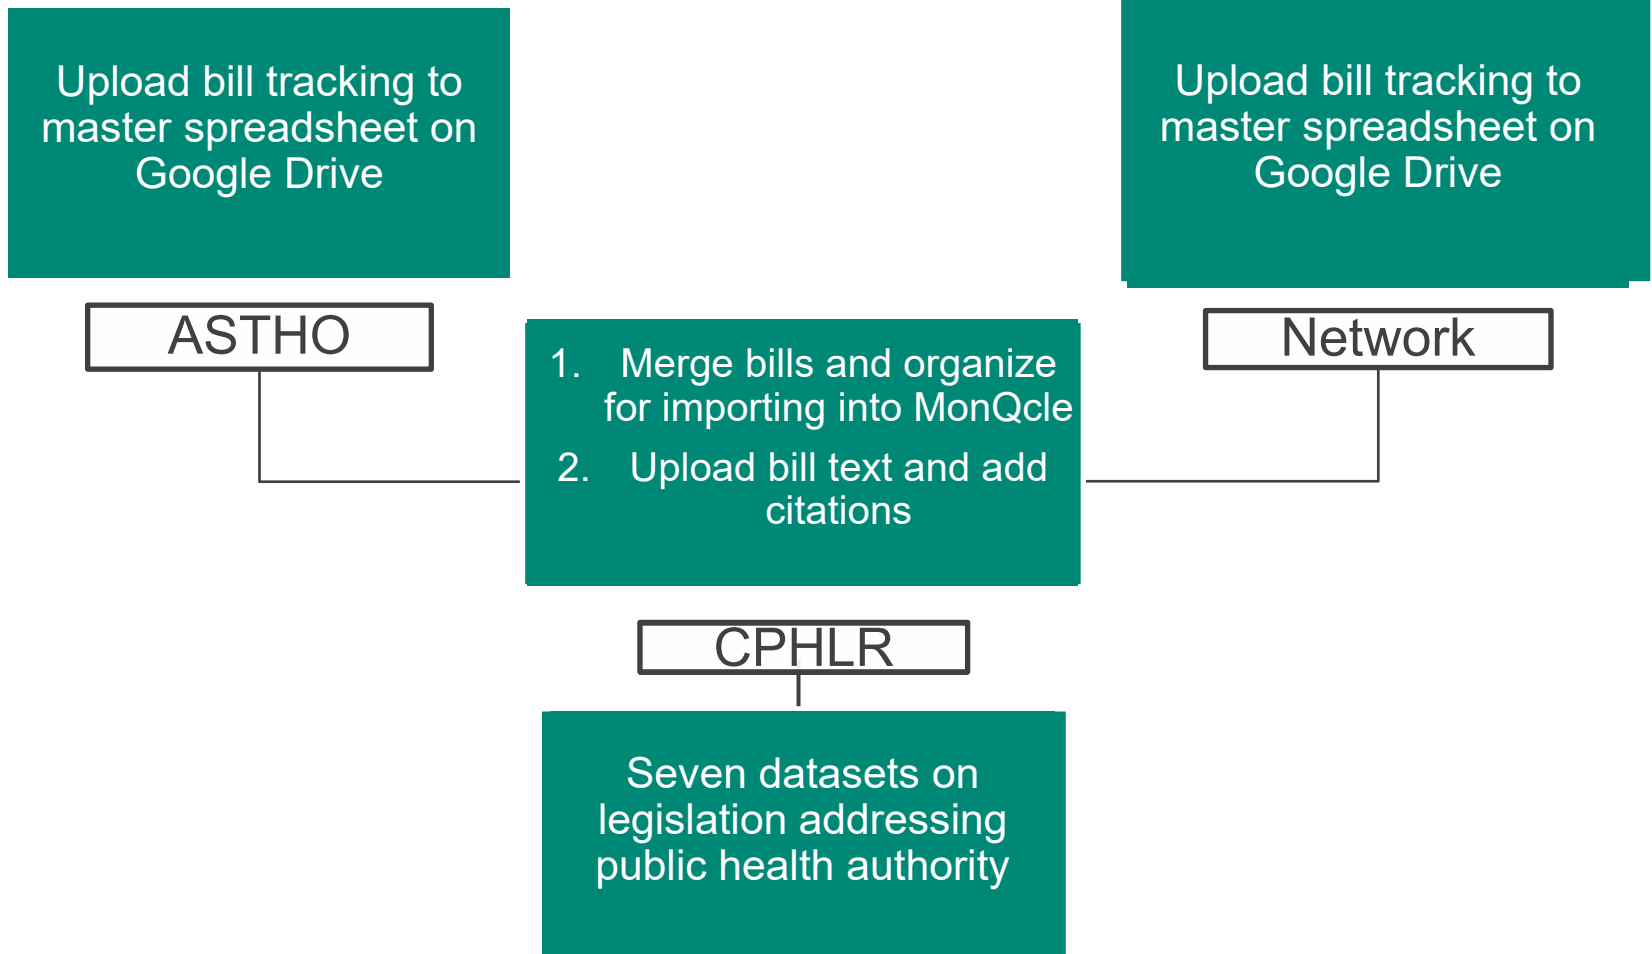 Upload bill tracking to
master spreadsheet on
Google Drive
ASTHO
Upload bill tracking to
master spreadsheet on
Google Drive
Network
1. Merge bills and organize
for importing into MonQcle
2. Upload bill text and add
citations
CPHLR
Seven datasets on
legislation addressing
public health authority